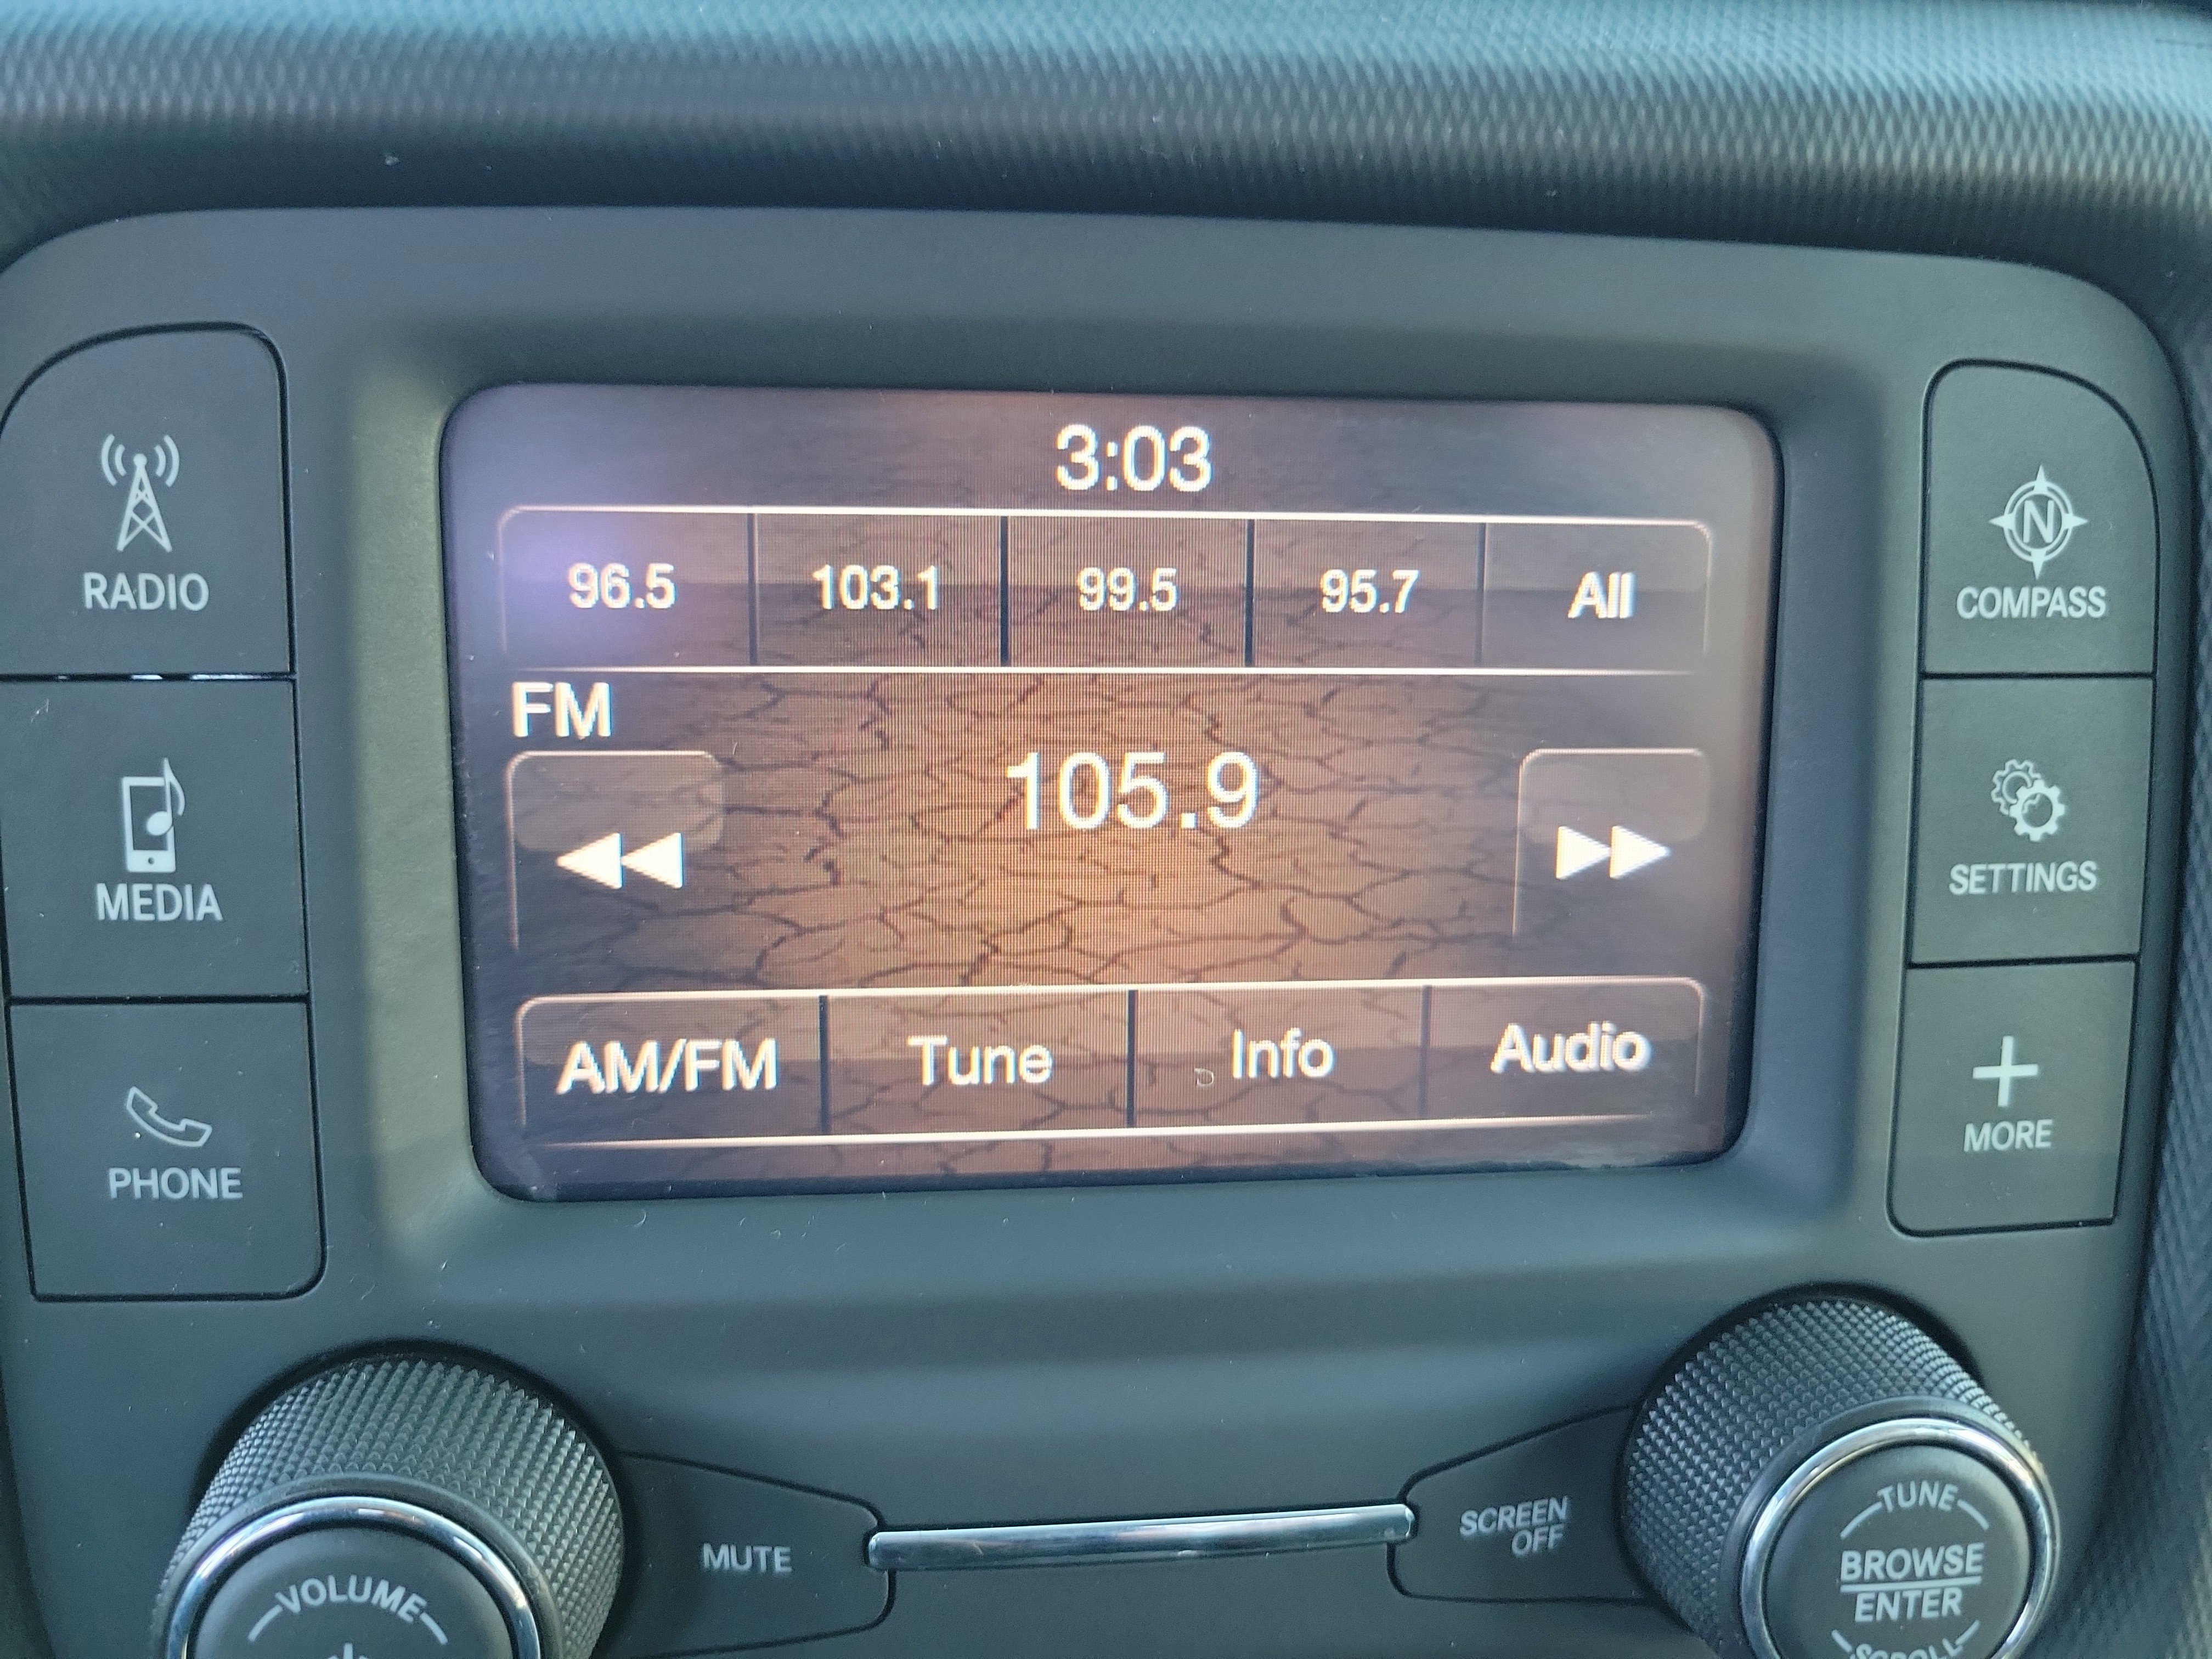 3:03
96.5 103.1 99.5 95.7 All
FM
105.9
AM/FM Tune Info Audio
RADIO
MEDIA
PHONE
N
COMPASS
SETTINGS
MORE
VOLUME
MUTE
SCREEN
OFF
TUNE
BROWSE
ENTER
SCROLL